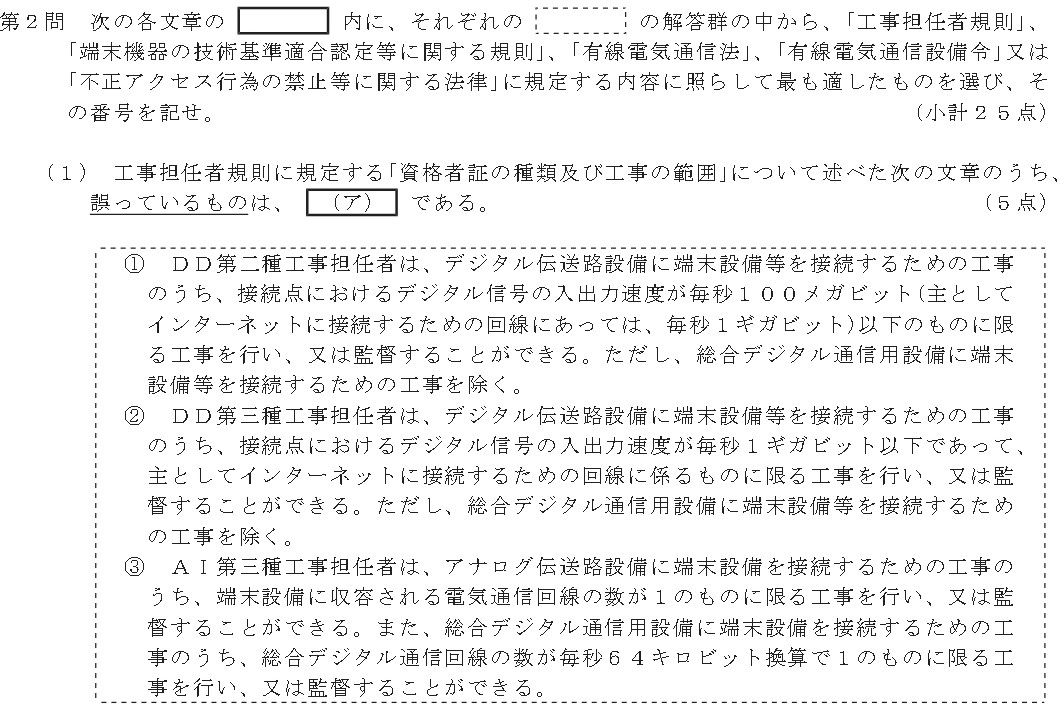 第２問　次の各文章の　　　　内に、それぞれの　　　　の解答群の中から、｢工事担任者規則｣、
｢端末機器の技術基準適合認定等に関する規則｣、｢有線電気通信法｣、｢有線電気通信設備令｣又は
｢不正アクセス行為の禁止等に関する法律｣に規定する内容に照らして最も適したものを選び、そ
の番号を記せ。　(小計２５点)
(１)　工事担任者規則に規定する｢資格者証の種類及び工事の範囲｣について述べた次の文章のうち、
誤っているものは、(ア)である。　(５点)
①　ＤＤ第二種工事担任者は、デジタル伝送路設備に端末設備等を接続するための工事
のうち、接続点におけるデジタル信号の入出力速度が毎秒１００メガビット(主として
インターネットに接続するための回線にあっては、毎秒１ギガビット)以下のものに限
る工事を行い、又は監督することができる。ただし、総合デジタル通信用設備に端末
設備等を接続するための工事を除く。
②　ＤＤ第三種工事担任者は、デジタル伝送路設備に端末設備等を接続するための工事
のうち、接続点におけるデジタル信号の入出力速度が毎秒１ギガビット以下であって、
主としてインターネットに接続するための回線に係るものに限る工事を行い、又は監
督することができる。ただし、総合デジタル通信用設備に端末設備等を接続するため
の工事を除く。
③　ＡＩ第三種工事担任者は、アナログ伝送路設備に端末設備を接続するための工事の
うち、端末設備に収容される電気通信回線の数が１のものに限る工事を行い、又は監
督することができる。また、総合デジタル通信用設備に端末設備を接続するための工
事のうち、総合デジタル通信回線の数が毎秒６４キロビット換算で１のものに限る工
事を行い、又は監督することができる。